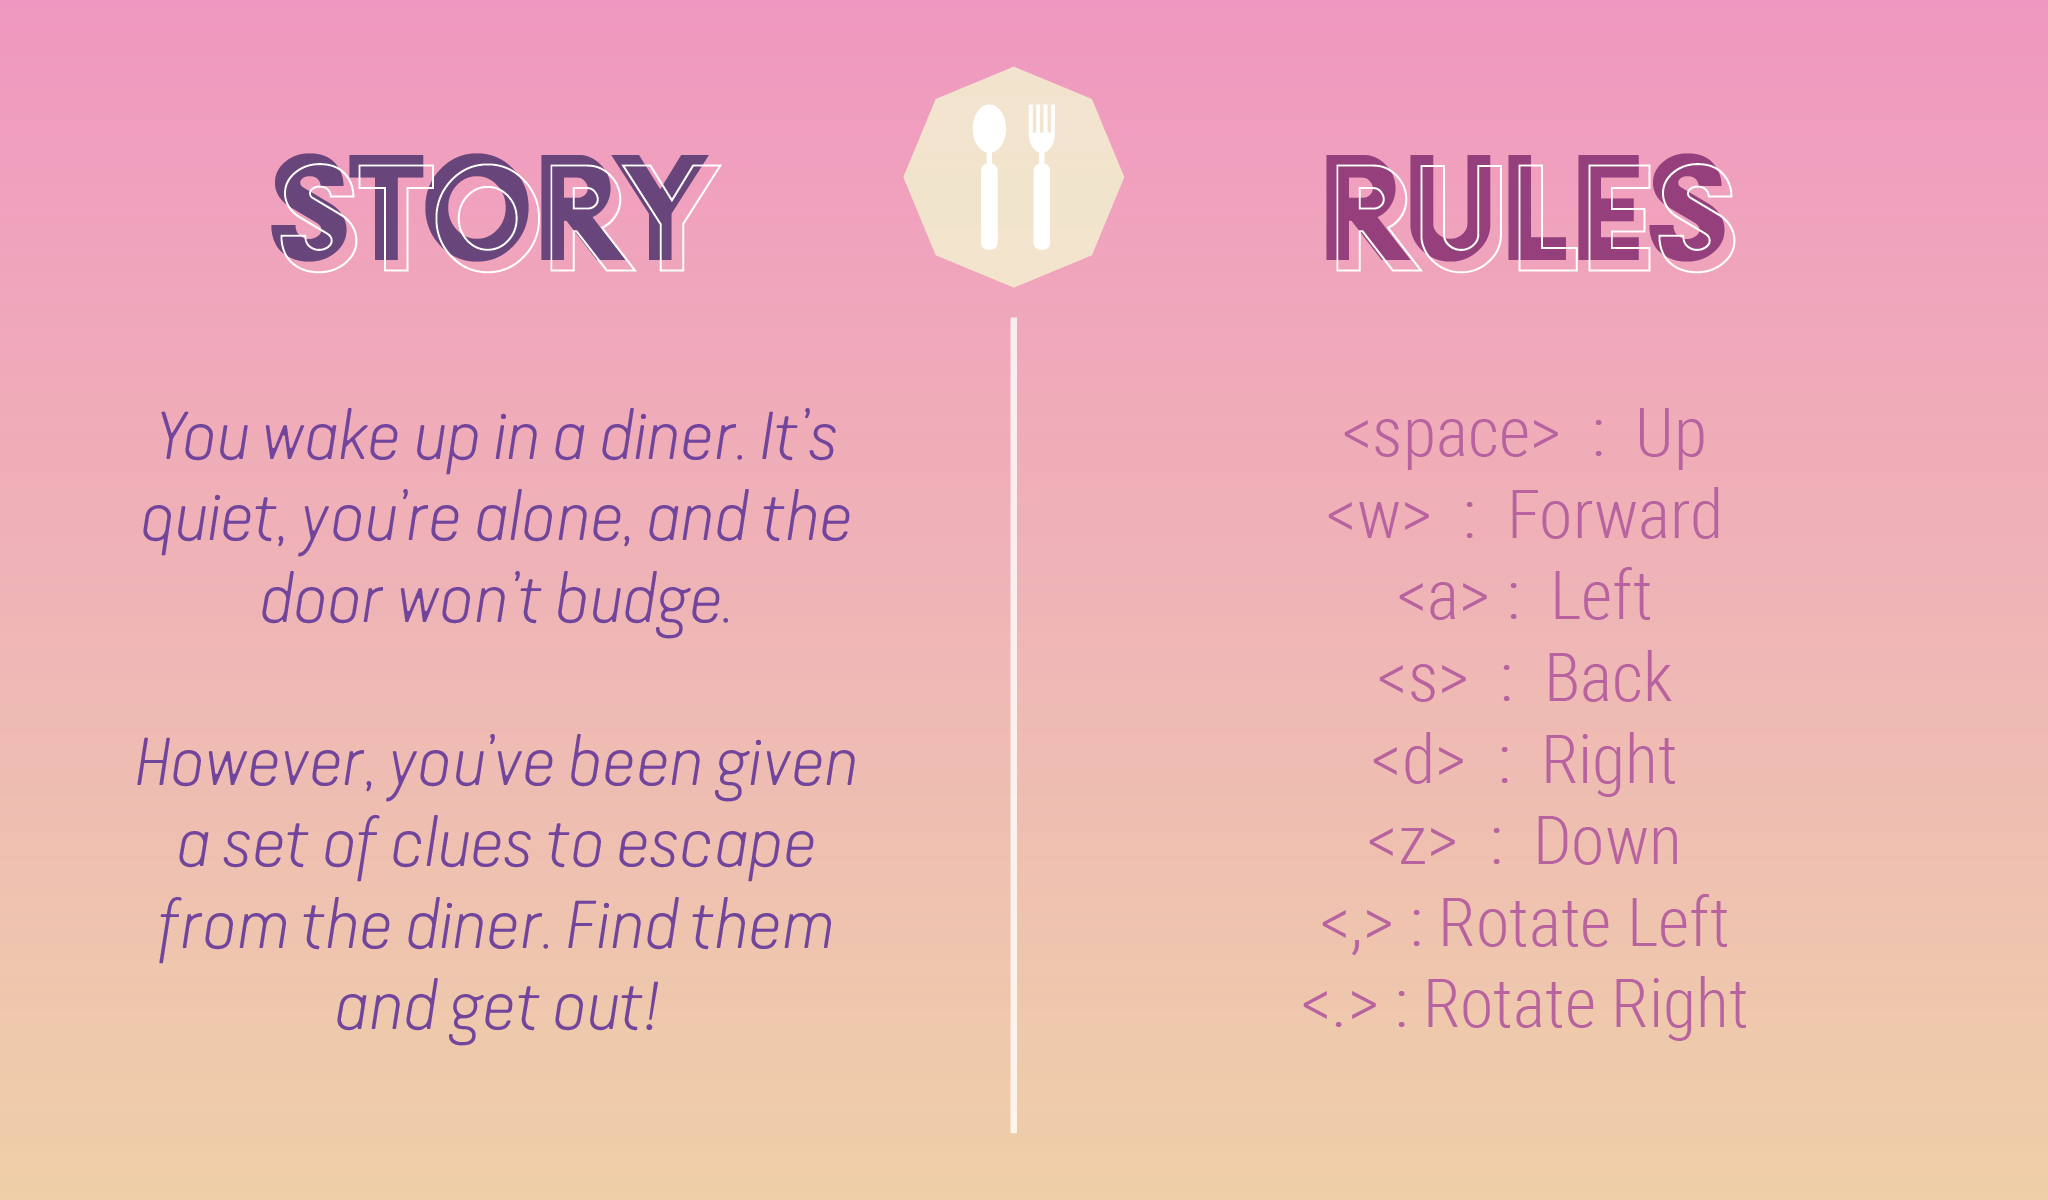 STORY
You wake up in a diner. It's
quiet, you're alone, and the
door won't budge.
However, you've been given
a set of clues to escape
from the diner. Find them
and get out!
RULES
<space> : Up
<w> : Forward
<a> : Left
<s> : Back
<d> : Right
<z> : Down
<,> : Rotate Left
<.> : Rotate Right